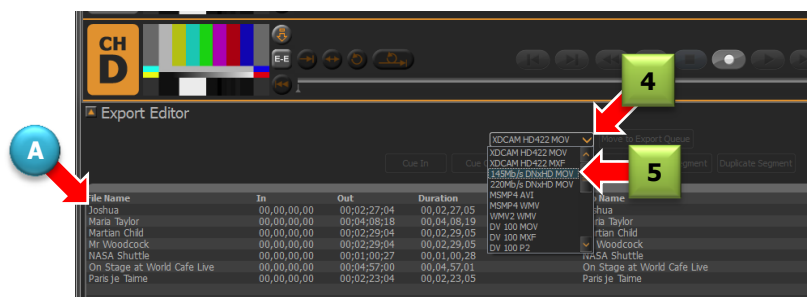 CH
D
E-E
4
Export Editor
XDCAM HD422 MOV
Move to Export Queue
A
XDCAM HD422 MOV
XDCAM HD422 MXF
Cue In
Cue
145Mb/s DNxHD MOV
5
Segment
Duplicate Segment
220Mb/s DNxHD MOV
MSMP4 AVI
MSMP4 WMV
WMV2 WMV
DV 100 MOV
DV 100 MXF
DV 100 P2
File Name In Out Duration Name
Joshua 00,00,00,00 00;02;27;04 00,02,27,05 shua
Maria Taylor 00,00,00,00 00;04;08;18 00,04,08,19 ria Taylor
Martian Child 00,00,00,00 00;02;29;04 00,02,29,05 rtian Child
Mr Woodcock 00,00,00,00 00;02;29;04 00,02,29,05 Woodcock
NASA Shuttle 00,00,00,00 00;01;00;27 00,01,00,28 NASA Shuttle
On Stage at World Cafe Live 00,00,00,00 00;04;57;00 00,04,57,01 On Stage at World Cafe Live
Paris je Taime 00,00,00,00 00;02;23;04 00,02,23,05 Paris je Taime